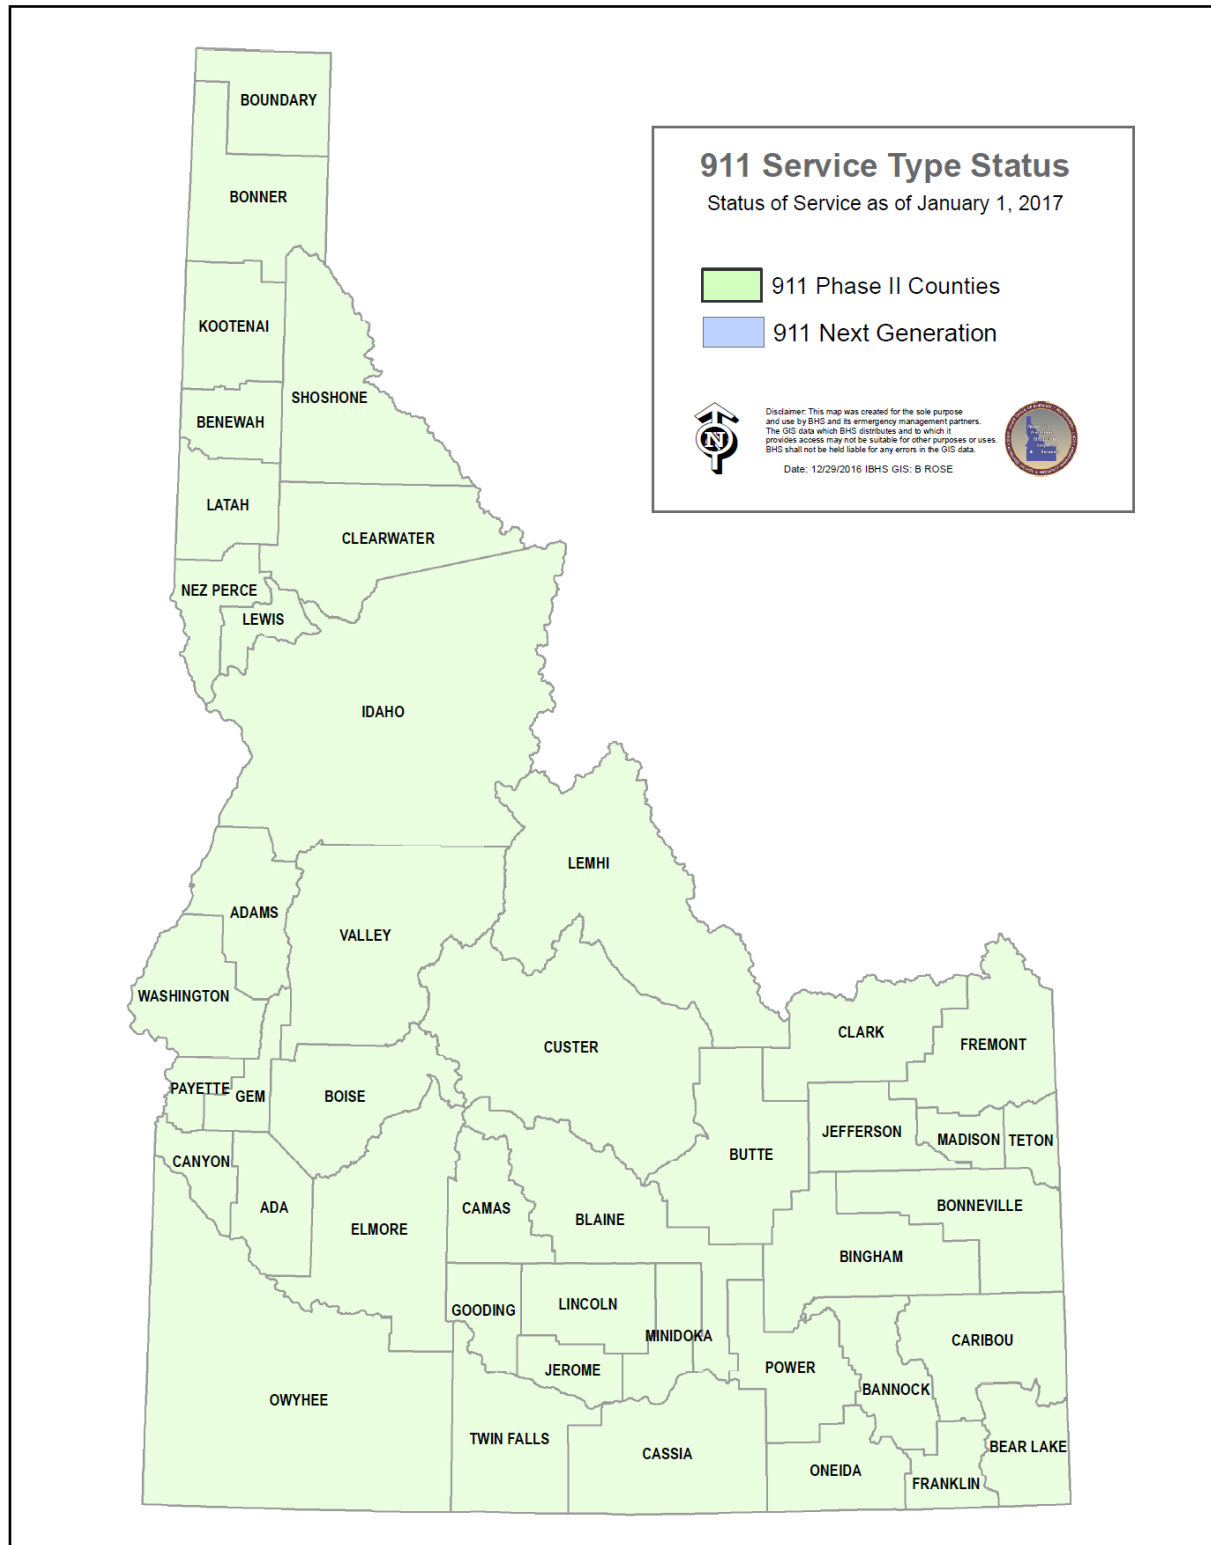 BOUNDARY
911 Service Type Status
Status of Service as of January 1, 2017
BONNER
911 Phase II Counties
KOOTENAI
911 Next Generation
SHOSHONE
BENEWAH
Disclaimer: This map was created for the sole purpose
and use by BHS and its ermergency management partners.
The GIS data which BHS distributes and to which it
provides access may not be suitable for other purposes or uses.
BHS shall not be held liable for any errors in the GIS data.
N
Date: 12/29/2016 IBHS GIS: B ROSE
LATAH
CLEARWATER
NEZ PERCE
LEWIS
IDAHO
LEMHI
ADAMS
VALLEY
WASHINGTON
CLARK
FREMONT
CUSTER
PAYETTE
GEM
BOISE
JEFFERSON
MADISON
TETON
BUTTE
CANYON
ADA
CAMAS
BONNEVILLE
BLAINE
ELMORE
BINGHAM
LINCOLN
GOODING
MINIDOKA
CARIBOU
POWER
JEROME
BANNOCK
OWYHEE
TWIN FALLS
BEAR LAKE
CASSIA
ONEIDA
FRANKLIN